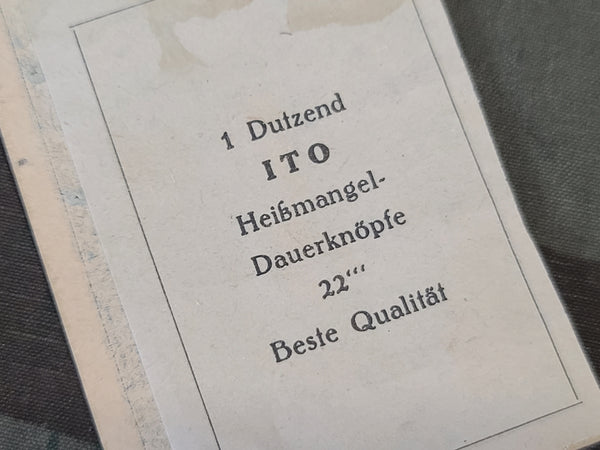 1 Dutzend
ITO
Heißmangel-
Dauerknöpfe
22‴
Beste Qualität